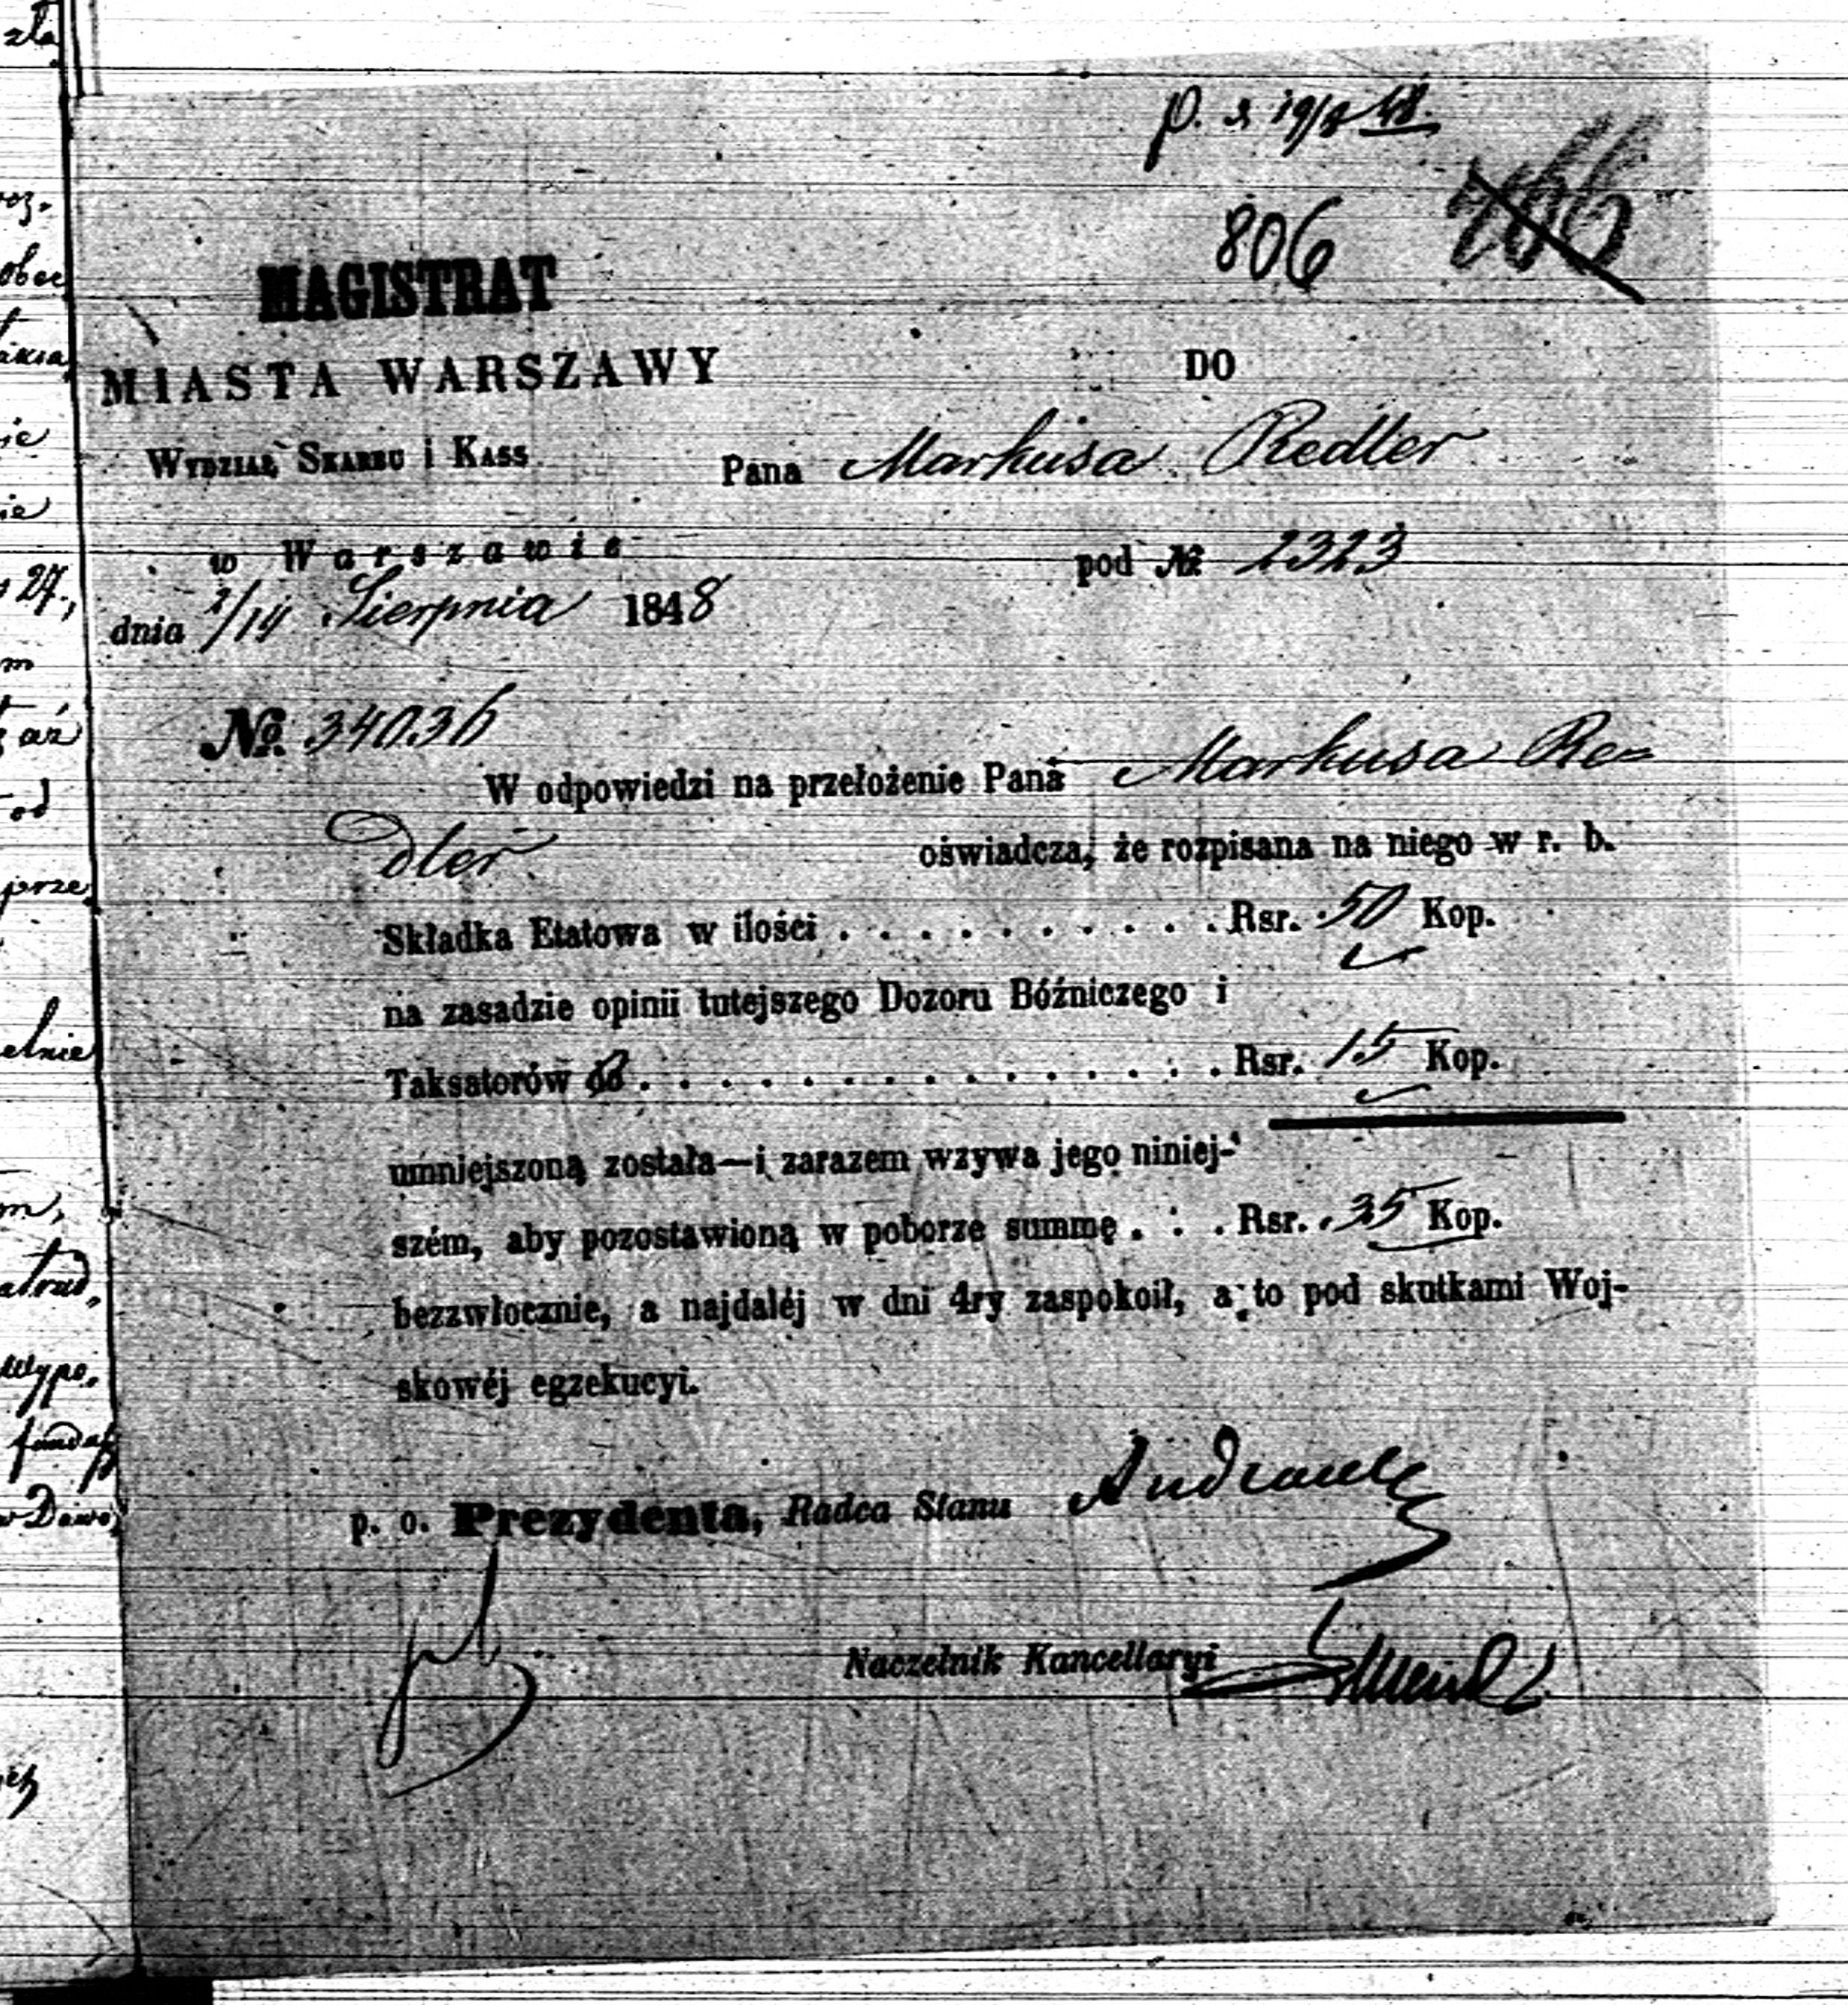 806
MAGISTRAT
MIASTA WARSZAWY
WYDZIAŁ SKARBU i KASS
w Warszawie
dnia 2/14 Sierpnia 1848
DO
Pana Markusa Redler
pod № 2323
No. 34036
W odpowiedzi na przełożenie Pana Markusa Re-
dler oświadcza, że rozpisana na niego w r. b.
Składka Etatowa w ilości . . . . . . . . . . Rsr. 50 Kop.
na zasadzie opinii tutejszego Dozoru Bóźniczego i
Taksatorów . . . . . . . . . . . . . . . Rsr. 15 Kop.
umniejszoną została—i zarazem wzywa jego niniej-
szém, aby pozostawioną w poborze summę . . . Rsr. 35 Kop.
bezzwłocznie, a najdaléj w dni 4ry zaspokoił, a to pod skutkami Woj-
skowéj egzekucyi.
p. o. Prezydenta, Radca Stanu
Naczelnik Kancellaryi